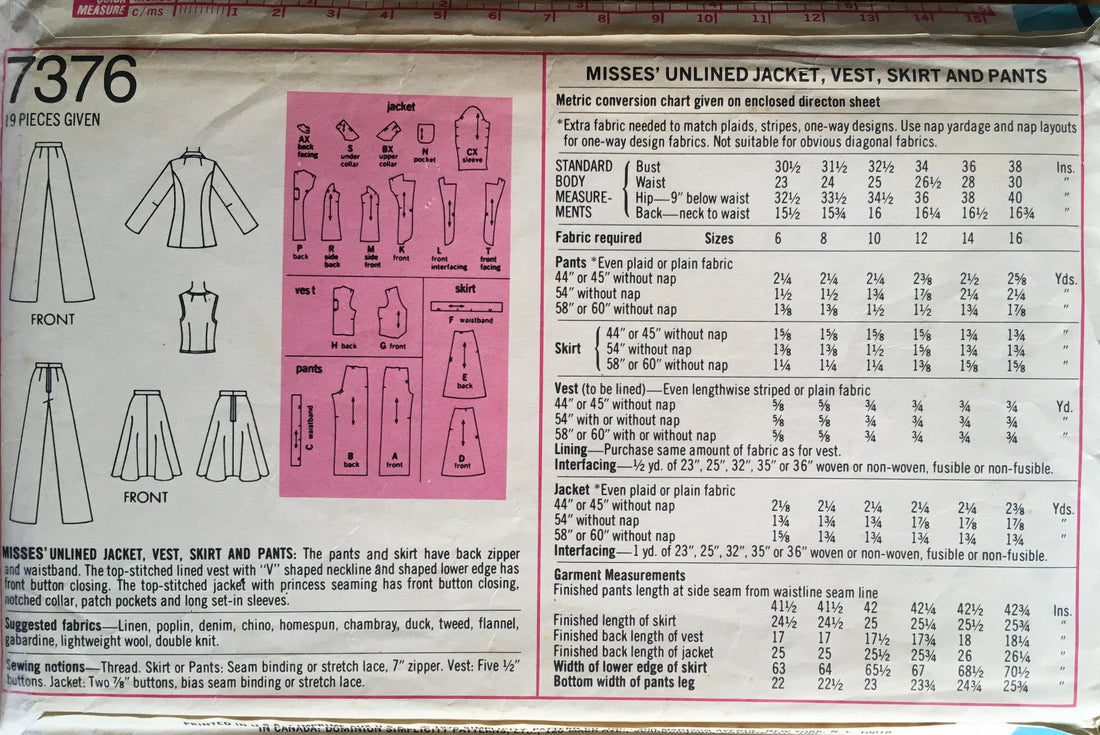 QUICK
MEASURE c/ms 1 2 3 4 5 6 7 8 9 10 11 12 13 14 15
7376
19 PIECES GIVEN
FRONT
FRONT
jacket
AX
back
facing
S
under
collar
BX
upper
collar
N
pocket
CX
sleeve
P
back
R
side
back
M
side
front
K
front
L
front
interfacing
T
front
facing
vest
H back
G front
skirt
F waistband
E
back
D
front
pants
C waistband
B
back
A
front
MISSES' UNLINED JACKET, VEST, SKIRT AND PANTS: The pants and skirt have back zipper
and waistband. The top-stitched lined vest with "V" shaped neckline and shaped lower edge has
front button closing. The top-stitched jacket with princess seaming has front button closing,
notched collar, patch pockets and long set-in sleeves.
Suggested fabrics—Linen, poplin, denim, chino, homespun, chambray, duck, tweed, flannel,
gabardine, lightweight wool, double knit.
Sewing notions—Thread. Skirt or Pants: Seam binding or stretch lace, 7" zipper. Vest: Five ½"
buttons. Jacket: Two ⅞" buttons, bias seam binding or stretch lace.
MISSES' UNLINED JACKET, VEST, SKIRT AND PANTS
Metric conversion chart given on enclosed directon sheet
*Extra fabric needed to match plaids, stripes, one-way designs. Use nap yardage and nap layouts
for one-way design fabrics. Not suitable for obvious diagonal fabrics.
STANDARD Bust 30½ 31½ 32½ 34 36 38 Ins.
BODY Waist 23 24 25 26½ 28 30 "
MEASURE- Hip—9" below waist 32½ 33½ 34½ 36 38 40 "
MENTS Back—neck to waist 15½ 15¾ 16 16¼ 16½ 16¾ "
Fabric required Sizes 6 8 10 12 14 16
Pants *Even plaid or plain fabric
44" or 45" without nap 2¼ 2¼ 2¼ 2⅜ 2½ 2⅝ Yds.
54" without nap 1½ 1½ 1¾ 1⅞ 2¼ 2¼ "
58" or 60" without nap 1⅜ 1⅜ 1½ 1½ 1¾ 1⅞ "
44" or 45" without nap 1⅝ 1⅝ 1⅝ 1⅝ 1¾ 1¾ "
Skirt 54" without nap 1⅜ 1⅜ 1½ 1⅝ 1¾ 1¾ "
58" or 60" without nap 1¼ 1¼ 1¼ 1⅜ 1⅝ 1⅝ "
Vest (to be lined)—Even lengthwise striped or plain fabric
44" or 45" without nap ⅝ ⅝ ¾ ¾ ¾ ¾ Yd.
54" with or without nap ⅝ ⅝ ¾ ¾ ¾ ¾ "
58" or 60" with or without nap ⅝ ⅝ ¾ ¾ ¾ ¾ "
Lining—Purchase same amount of fabric as for vest.
Interfacing—½ yd. of 23", 25", 32", 35" or 36" woven or non-woven, fusible or non-fusible.
Jacket *Even plaid or plain fabric
44" or 45" without nap 2⅛ 2¼ 2¼ 2¼ 2¼ 2⅜ Yds.
54" without nap 1¾ 1¾ 1¾ 1⅞ 1⅞ 1⅞ "
58" or 60" without nap 1⅝ 1¾ 1¾ 1¾ 1¾ 1¾ "
Interfacing—1 yd. of 23", 25", 32", 35" or 36" woven or non-woven, fusible or non-fusible.
Garment Measurements
Finished pants length at side seam from waistline seam line
41½ 41½ 42 42¼ 42½ 42¾ Ins.
Finished length of skirt 24½ 24½ 25 25¼ 25½ 25¾ "
Finished back length of vest 17 17 17½ 17¾ 18 18¼ "
Finished back length of jacket 25 25 25½ 25¾ 26 26¼ "
Width of lower edge of skirt 63 64 65½ 67 68½ 70½ "
Bottom width of pants leg 22 22½ 23 23¾ 24¾ 25¾ "
PRINTED IN U.S.A.
IN CANADA: DOMINION SIMPLICITY PATTERNS, LT.